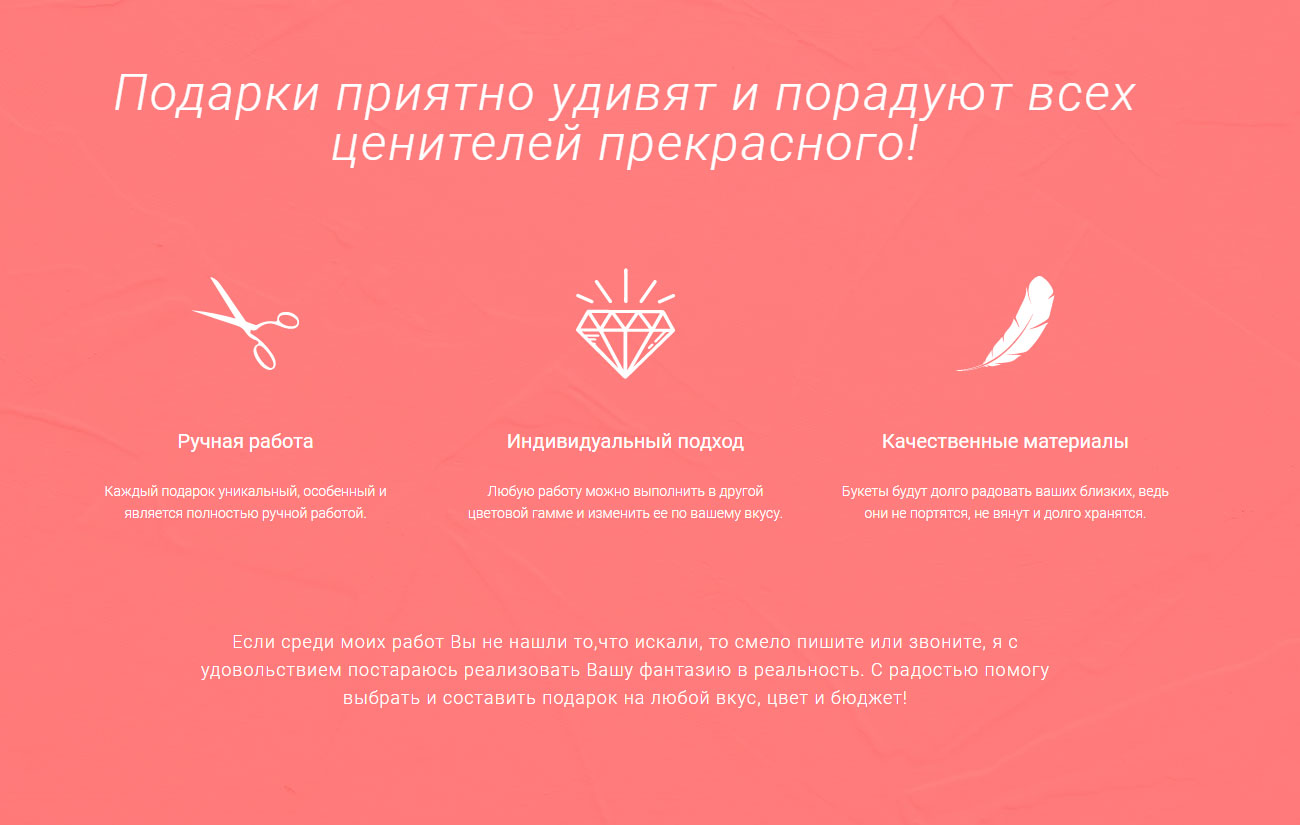 Подарки приятно удивят и порадуют всех
ценителей прекрасного!
Ручная работа
Каждый подарок уникальный, особенный и
является полностью ручной работой.
Индивидуальный подход
Любую работу можно выполнить в другой
цветовой гамме и изменить ее по вашему вкусу.
Качественные материалы
Букеты будут долго радовать ваших близких, ведь
они не портятся, не вянут и долго хранятся.
Если среди моих работ Вы не нашли то,что искали, то смело пишите или звоните, я с
удовольствием постараюсь реализовать Вашу фантазию в реальность. С радостью помогу
выбрать и составить подарок на любой вкус, цвет и бюджет!